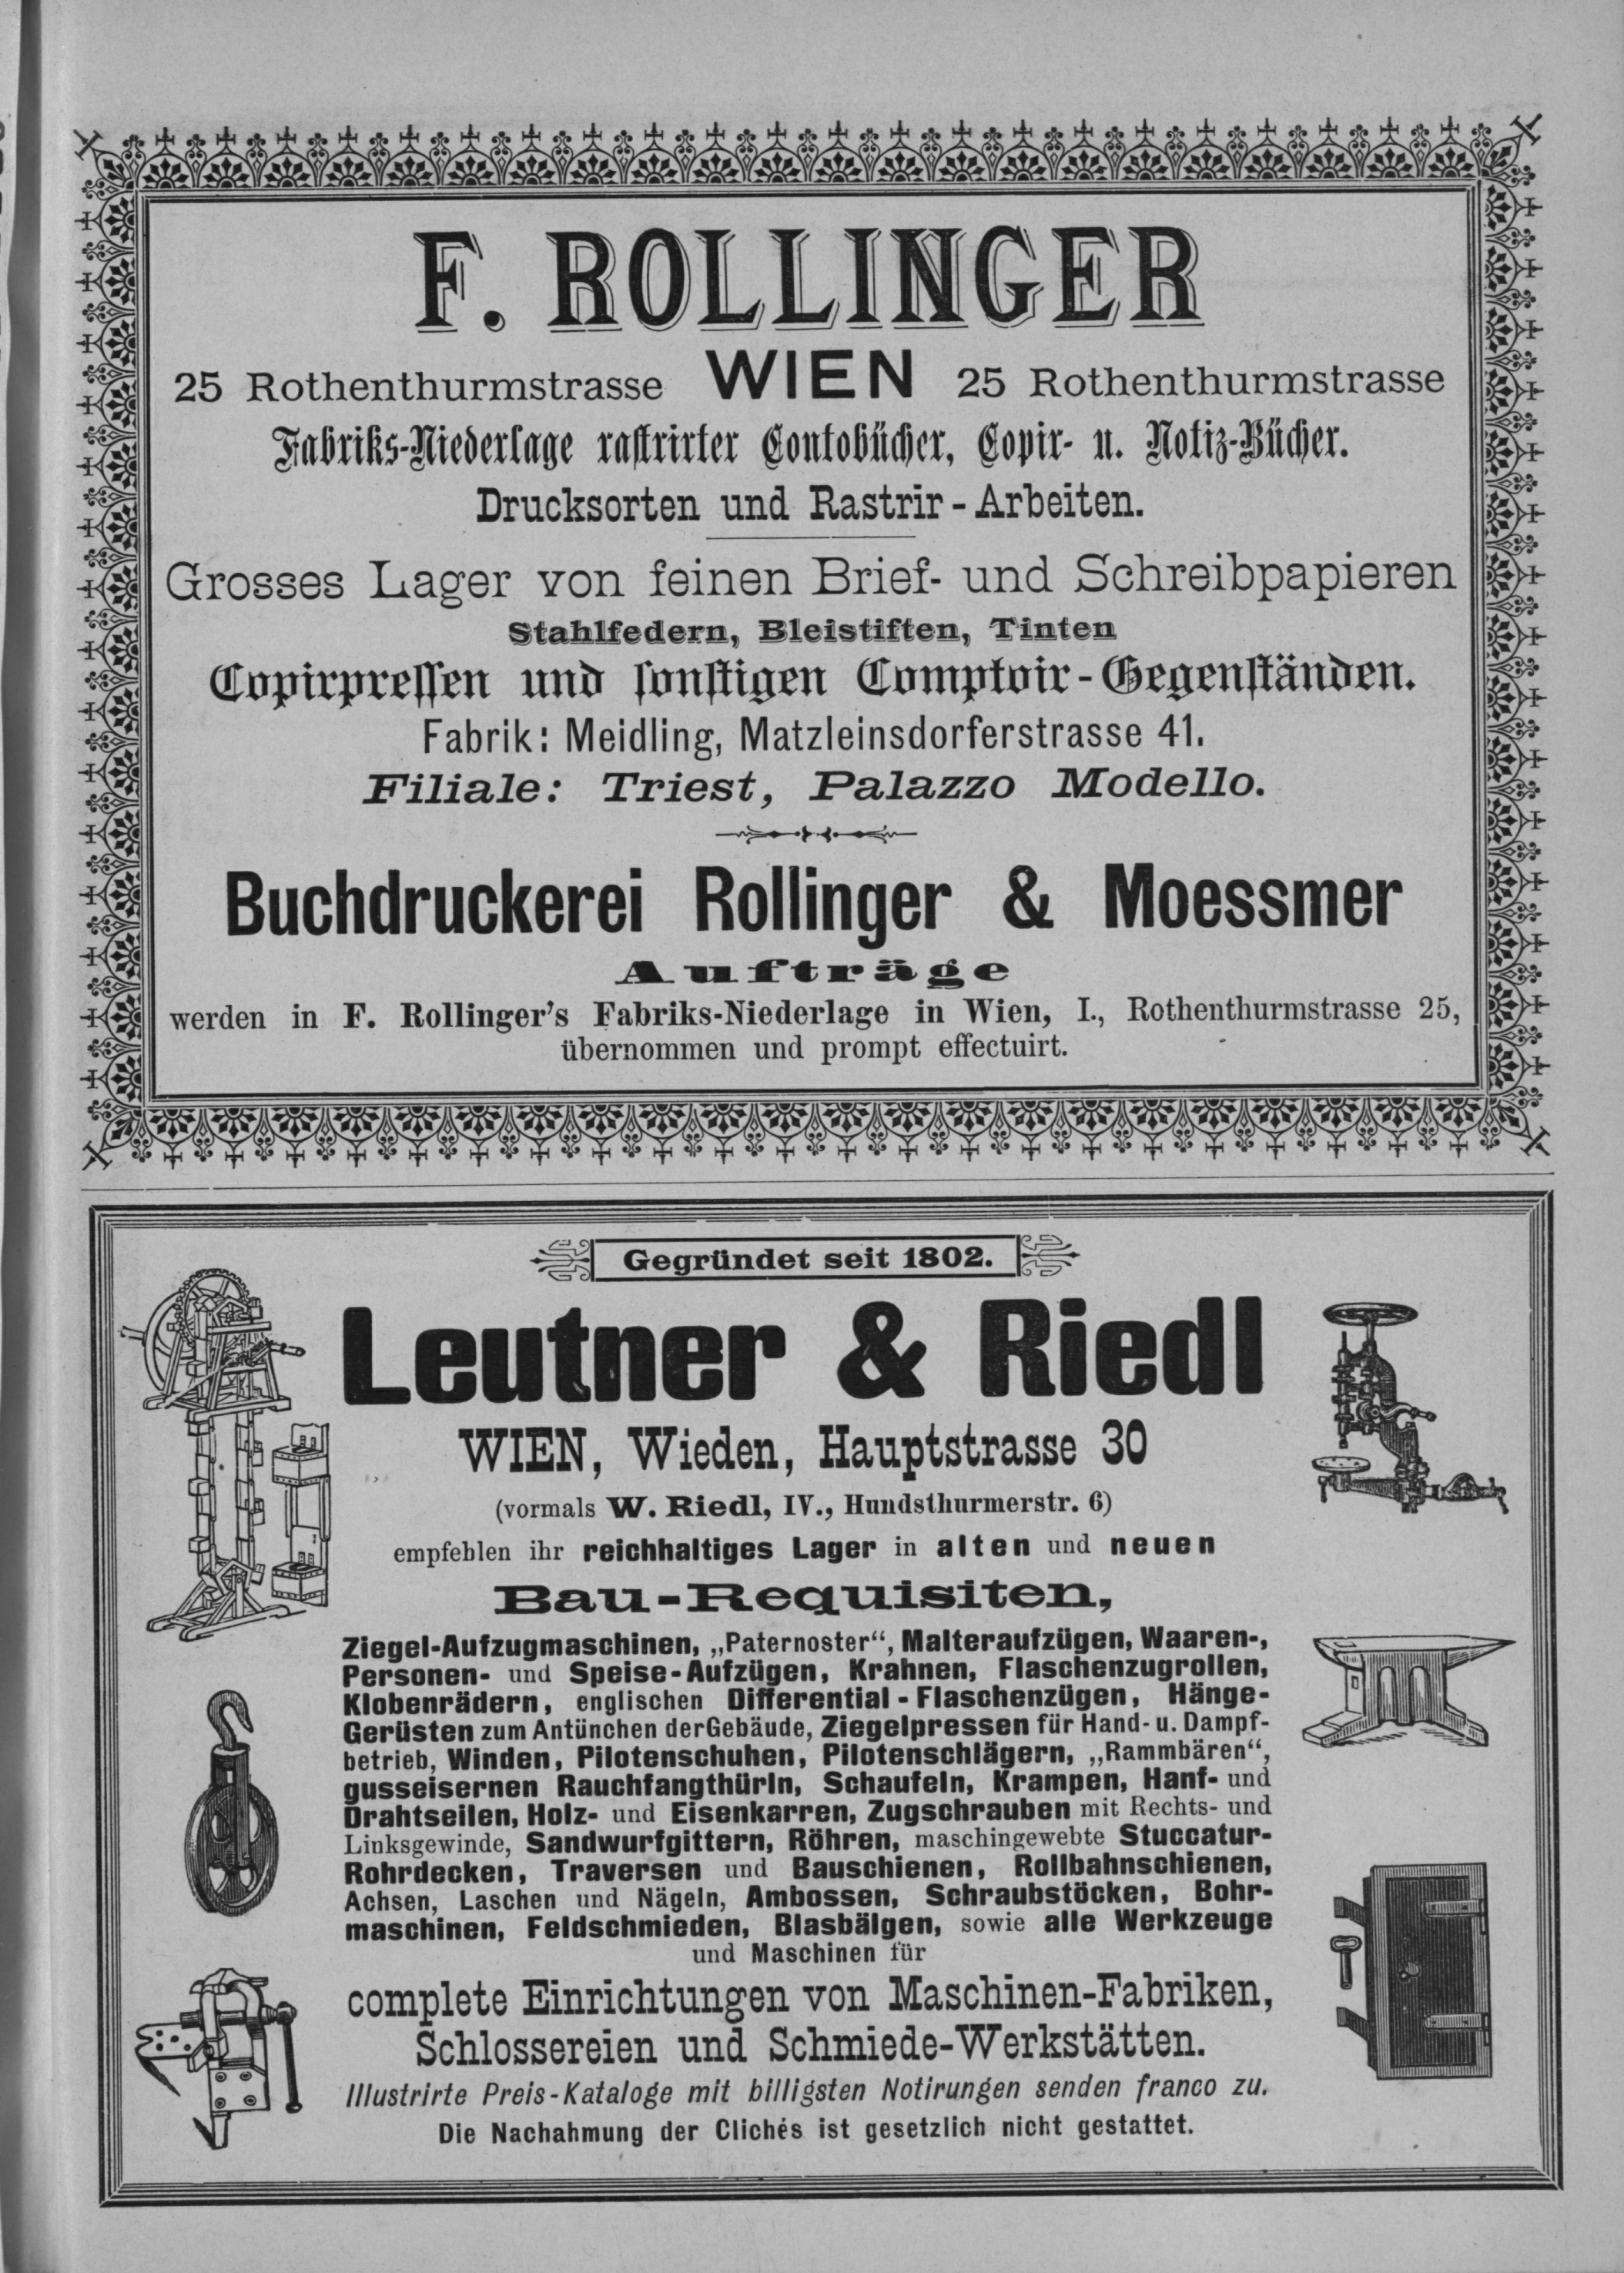 F. ROLLINGER
25 Rothenthurmstrasse WIEN 25 Rothenthurmstrasse
Fabriks-Niederlage rastrirter Contobücher, Copir- u. Notiz-Bücher.
Drucksorten und Rastrir-Arbeiten.
Grosses Lager von feinen Brief- und Schreibpapieren
Stahlfedern, Bleistiften, Tinten
Copirpressen und sonstigen Comptoir-Gegenständen.
Fabrik: Meidling, Matzleinsdorferstrasse 41.
Filiale: Triest, Palazzo Modello.
Buchdruckerei Rollinger & Moessmer
Aufträge
werden in F. Rollinger's Fabriks-Niederlage in Wien, I., Rothenthurmstrasse 25,
übernommen und prompt effectuirt.
Gegründet seit 1802.
Leutner & Riedl
WIEN, Wieden, Hauptstrasse 30
(vormals W. Riedl, IV., Hundsthurmerstr. 6)
empfehlen ihr reichhaltiges Lager in alten und neuen
Bau-Requisiten,
Ziegel-Aufzugmaschinen, „Paternoster“, Malteraufzügen, Waaren-,
Personen- und Speise-Aufzügen, Krahnen, Flaschenzugrollen,
Klobenrädern, englischen Differential-Flaschenzügen, Hänge-
Gerüsten zum Antünchen der Gebäude, Ziegelpressen für Hand- u. Dampf-
betrieb, Winden, Pilotenschuhen, Pilotenschlägern, „Rammbären“,
gusseisernen Rauchfangthürln, Schaufeln, Krampen, Hanf- und
Drahtseilen, Holz- und Eisenkarren, Zugschrauben mit Rechts- und
Linksgewinde, Sandwurfgittern, Röhren, maschingewebte Stuccatur-
Rohrdecken, Traversen und Bauschienen, Rollbahnschienen,
Achsen, Laschen und Nägeln, Ambossen, Schraubstöcken, Bohr-
maschinen, Feldschmieden, Blasbälgen, sowie alle Werkzeuge
und Maschinen für
complete Einrichtungen von Maschinen-Fabriken,
Schlossereien und Schmiede-Werkstätten.
Illustrirte Preis-Kataloge mit billigsten Notirungen senden franco zu.
Die Nachahmung der Clichés ist gesetzlich nicht gestattet.